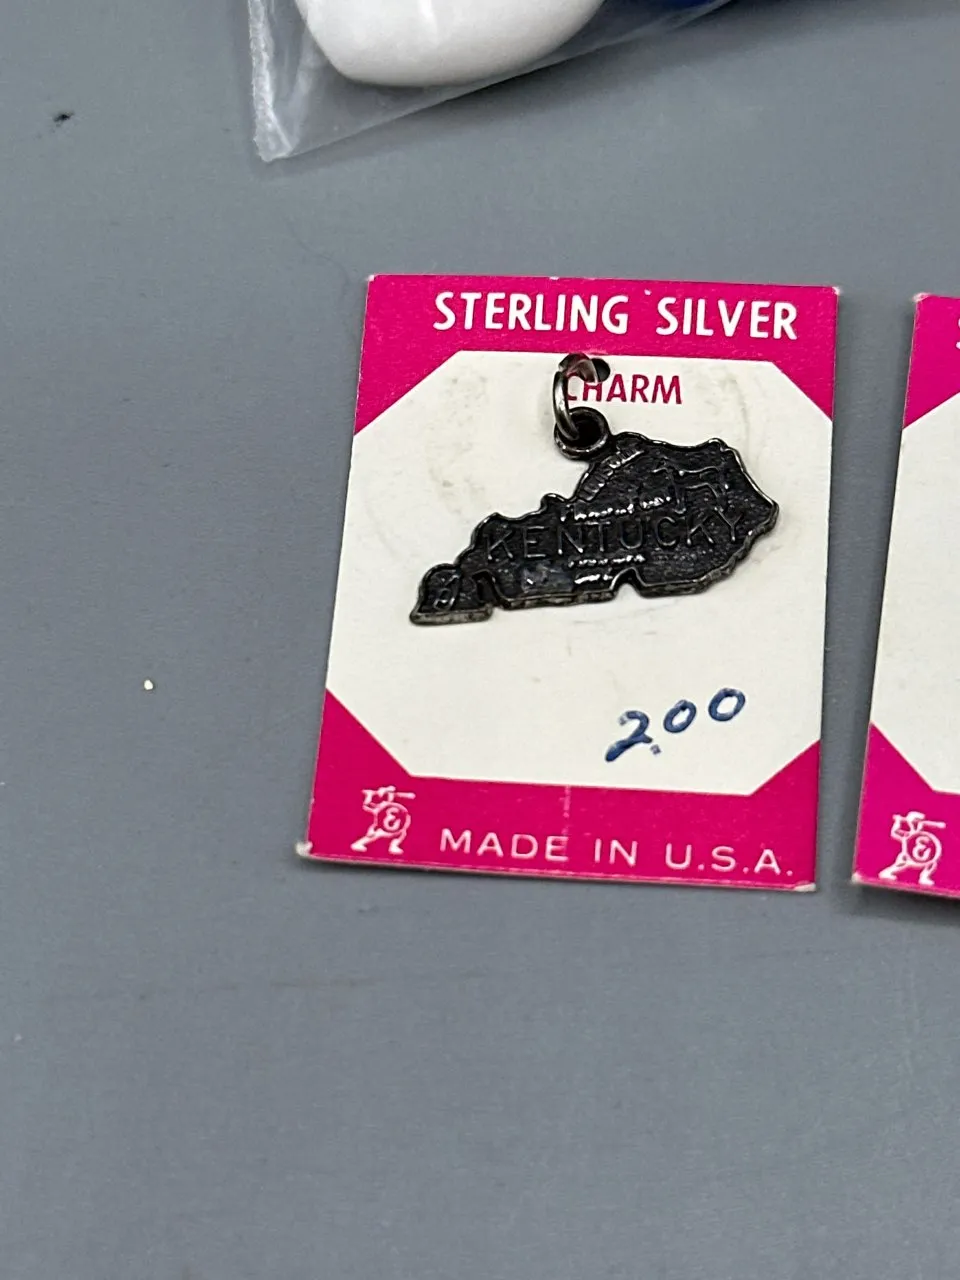 STERLING SILVER
CHARM
KENTUCKY
2.00
E
MADE IN U.S.A.
E